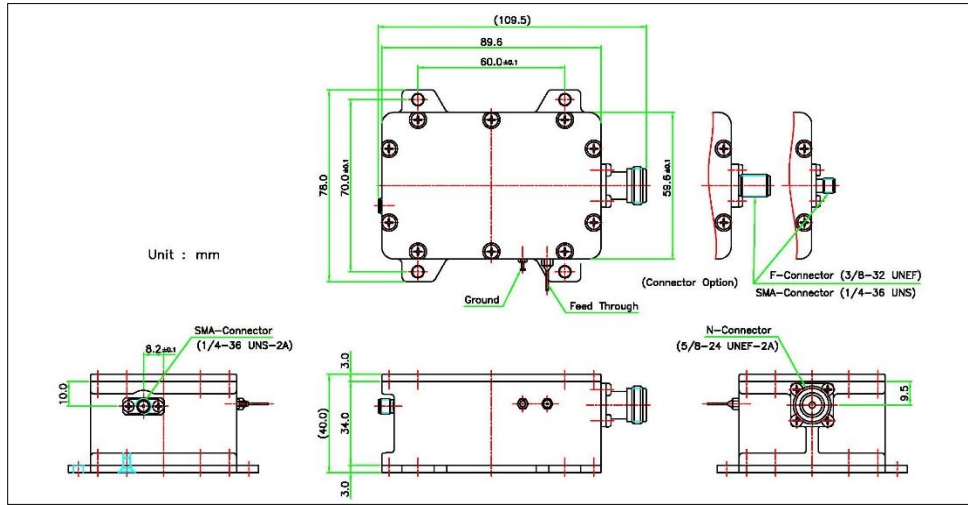 (109.5)
89.6
60.0±0.1
78.0
70.0±0.1
59.6±0.1
Unit : mm
Ground
Feed Through
(Connector Option)
F-Connector (3/8-32 UNEF)
SMA-Connector (1/4-36 UNS)
SMA-Connector
(1/4-36 UNS-2A)
8.2±0.1
10.0
3.0
(40.0)
34.0
3.0
N-Connector
(5/8-24 UNEF-2A)
9.5